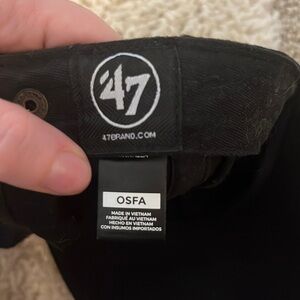 '47
47BRAND.COM
OSFA
MADE IN VIETNAM
FABRIQUÉ AU VIETNAM
HECHO EN VIETNAM
CON INSUMOS IMPORTADOS